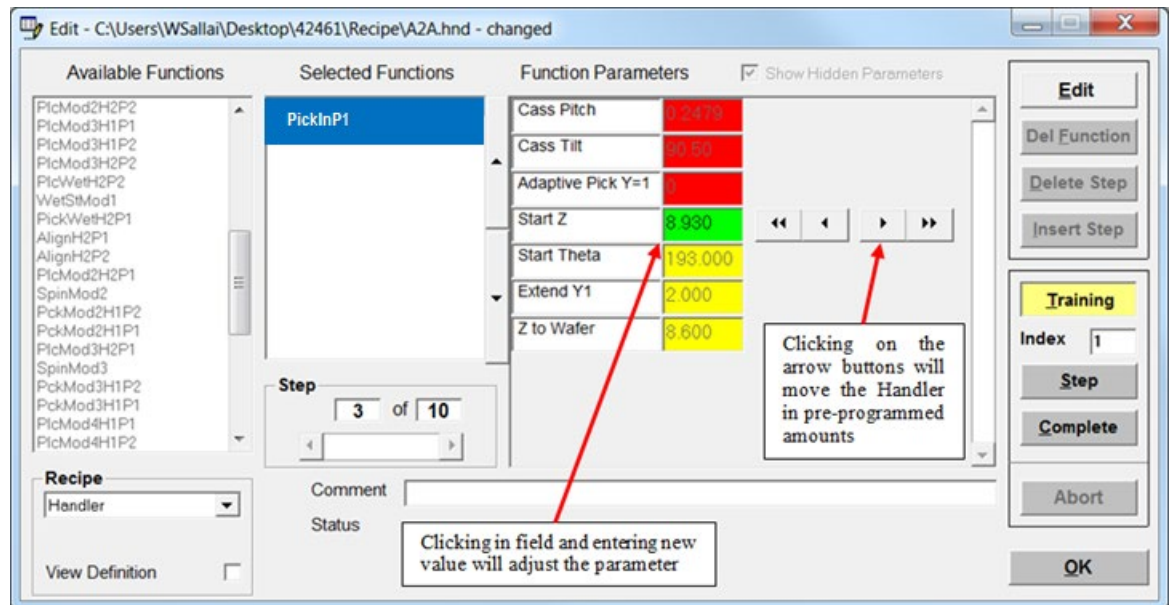 Edit - C:\Users\WSallai\Desktop\42461\Recipe\A2A.hnd - changed
Available Functions
PlcMod2H2P2
PlcMod3H1P1
PlcMod3H1P2
PlcMod3H2P2
PlcWetH2P2
WetStMod1
PickWetH2P1
AlignH2P1
AlignH2P2
PlcMod2H2P1
SpinMod2
PckMod2H1P2
PckMod2H1P1
PlcMod3H2P1
SpinMod3
PckMod3H1P2
PckMod3H1P1
PlcMod4H1P1
PlcMod4H1P2
Selected Functions
PickInP1
Step
3 of 10
Function Parameters
Show Hidden Parameters
Cass Pitch 0.2479
Cass Tilt 90.50
Adaptive Pick Y=1 0
Start Z 8.930
Start Theta 193.000
Extend Y1 2.000
Z to Wafer 8.600
Clicking on the
arrow buttons will
move the Handler
in pre-programmed
amounts
Edit
Del Function
Delete Step
Insert Step
Training
Index 1
Step
Complete
Abort
OK
Recipe
Handler
View Definition
Comment
Status
Clicking in field and entering new
value will adjust the parameter